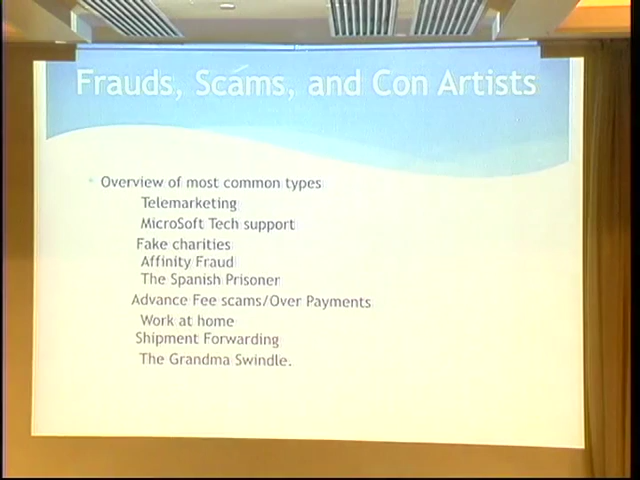 Frauds, Scams, and Con Artists
Overview of most common types
Telemarketing
MicroSoft Tech support
Fake charities
Affinity Fraud
The Spanish Prisoner
Advance Fee scams/Over Payments
Work at home
Shipment Forwarding
The Grandma Swindle.